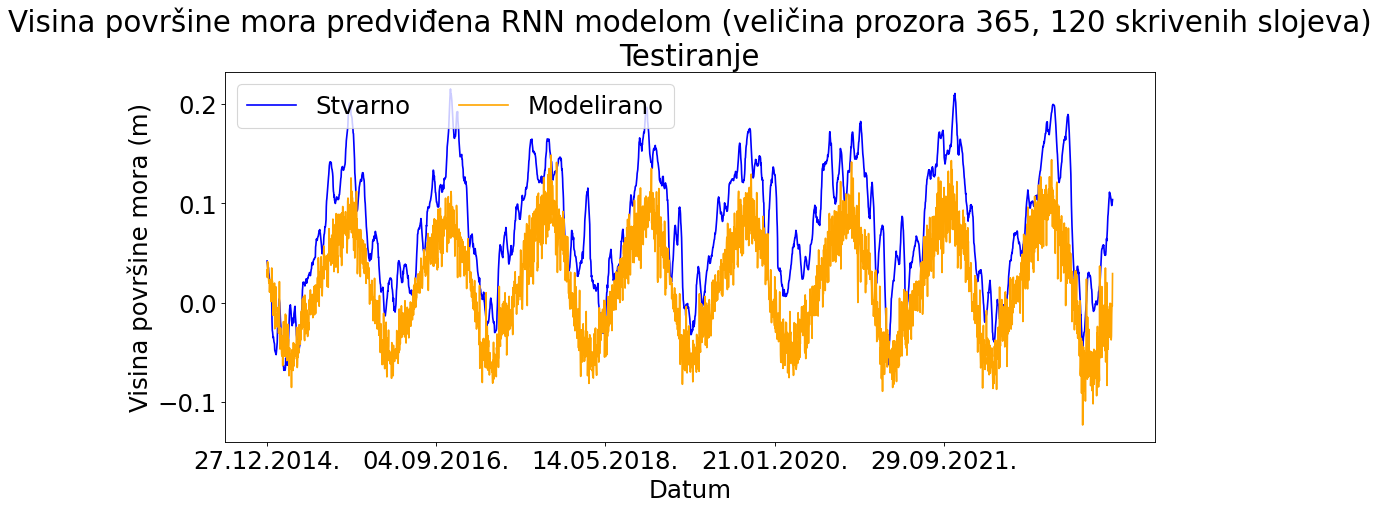 Visina površine mora predviđena RNN modelom (veličina prozora 365, 120 skrivenih slojeva)
Testiranje
Stvarno Modelirano
Visina površine mora (m)
0.2
0.1
0.0
−0.1
27.12.2014. 04.09.2016. 14.05.2018. 21.01.2020. 29.09.2021.
Datum